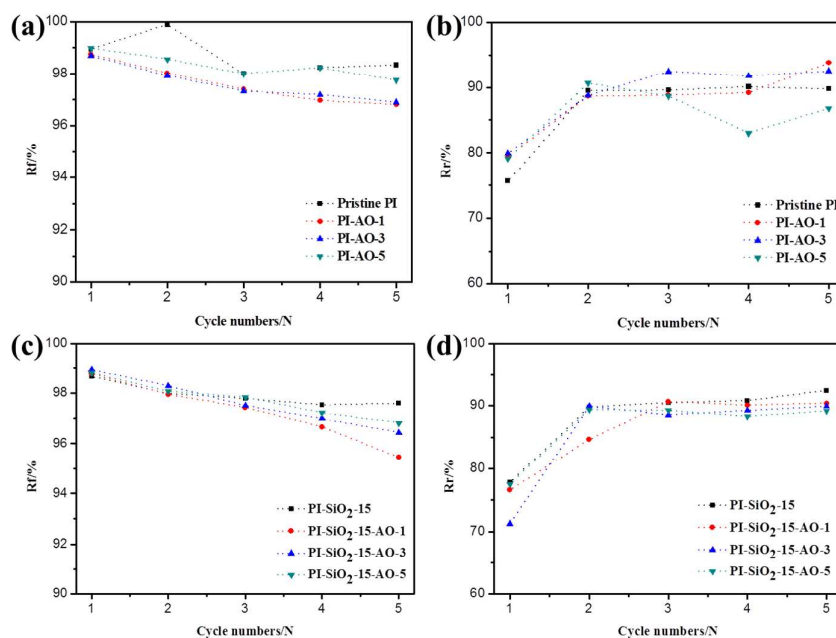 (a)
100
98
96
94
92
90
Rf/%
Pristine PI
PI-AO-1
PI-AO-3
PI-AO-5
1 2 3 4 5
Cycle numbers/N
(b)
100
90
80
70
60
Rr/%
Pristine PI
PI-AO-1
PI-AO-3
PI-AO-5
1 2 3 4 5
Cycle numbers/N
(c)
100
98
96
94
92
90
Rf/%
PI-SiO₂-15
PI-SiO₂-15-AO-1
PI-SiO₂-15-AO-3
PI-SiO₂-15-AO-5
1 2 3 4 5
Cycle numbers/N
(d)
100
90
80
70
60
Rr/%
PI-SiO₂-15
PI-SiO₂-15-AO-1
PI-SiO₂-15-AO-3
PI-SiO₂-15-AO-5
1 2 3 4 5
Cycle numbers/N